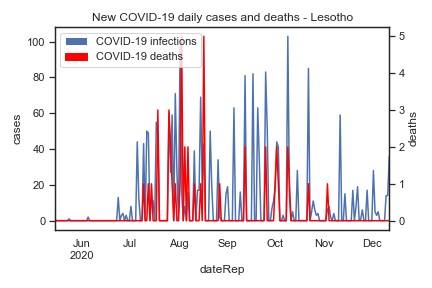 New COVID-19 daily cases and deaths - Lesotho
COVID-19 infections
COVID-19 deaths
100
80
60
40
20
0
cases
5
4
3
2
1
0
deaths
Jun
2020
Jul
Aug
Sep
Oct
Nov
Dec
dateRep